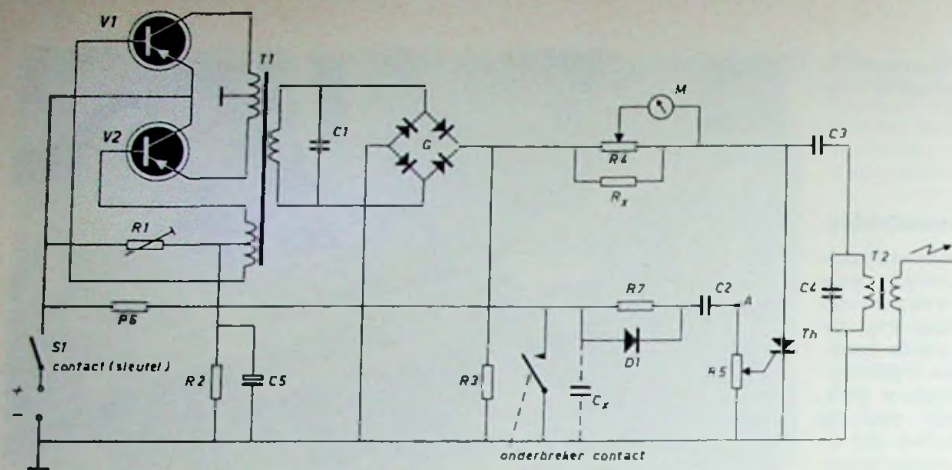 V1
T1
V2
C1
G
M
R4
Rx
C3
R1
R6
R7
C2
A
D1
T2
C4
Th
S1
contact (sleutel)
+
−
R2
C5
R3
Cx
R5
onderbreker contact